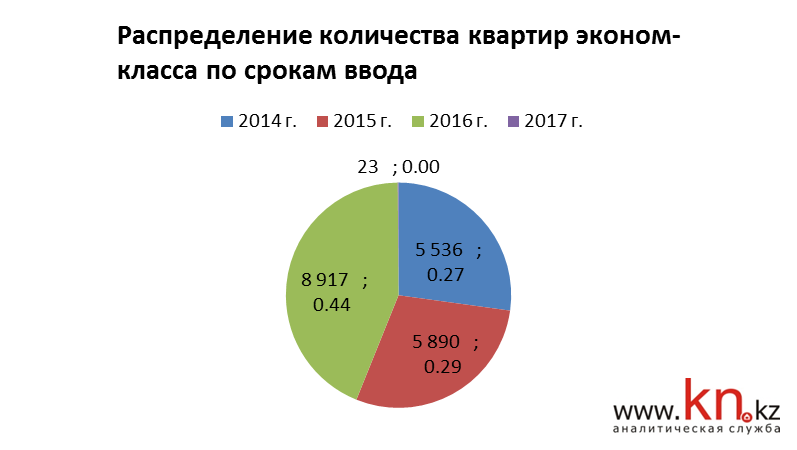 Распределение количества квартир эконом-
класса по срокам ввода
2014 г. 2015 г. 2016 г. 2017 г.
23 ; 0.00
5 536 ;
0.27
8 917 ;
0.44
5 890 ;
0.29
www.kn.kz
аналитическая служба